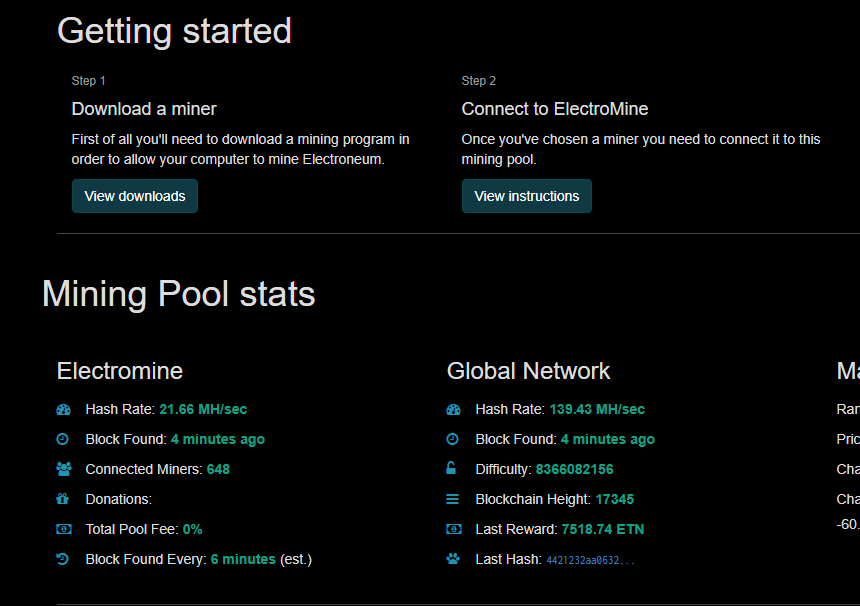 Getting started
Step 1
Download a miner
First of all you'll need to download a mining program in
order to allow your computer to mine Electroneum.
View downloads
Step 2
Connect to ElectroMine
Once you've chosen a miner you need to connect it to this
mining pool.
View instructions
Mining Pool stats
Electromine
Hash Rate: 21.66 MH/sec
Block Found: 4 minutes ago
Connected Miners: 648
Donations:
Total Pool Fee: 0%
Block Found Every: 6 minutes (est.)
Global Network
Hash Rate: 139.43 MH/sec
Block Found: 4 minutes ago
Difficulty: 8366082156
Blockchain Height: 17345
Last Reward: 7518.74 ETN
Last Hash: 4421232aa0632...
Ma
Ran
Pric
Cha
Cha
-60.